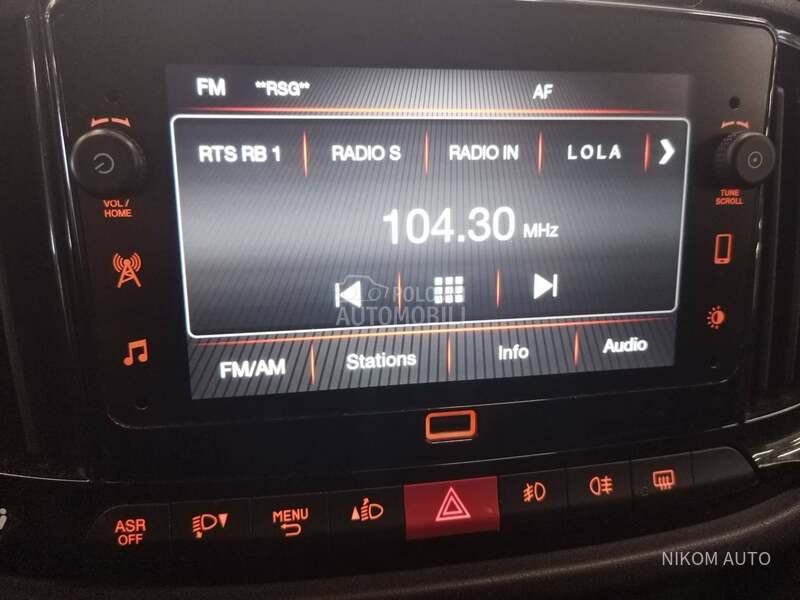 FM **RSG** AF
RTS RB 1 RADIO S RADIO IN LOLA
104.30 MHz
VOL /
HOME
TUNE
SCROLL
POLOVNI
AUTOMOBILI
FM/AM Stations Info Audio
ASR
OFF
MENU
NIKOM AUTO